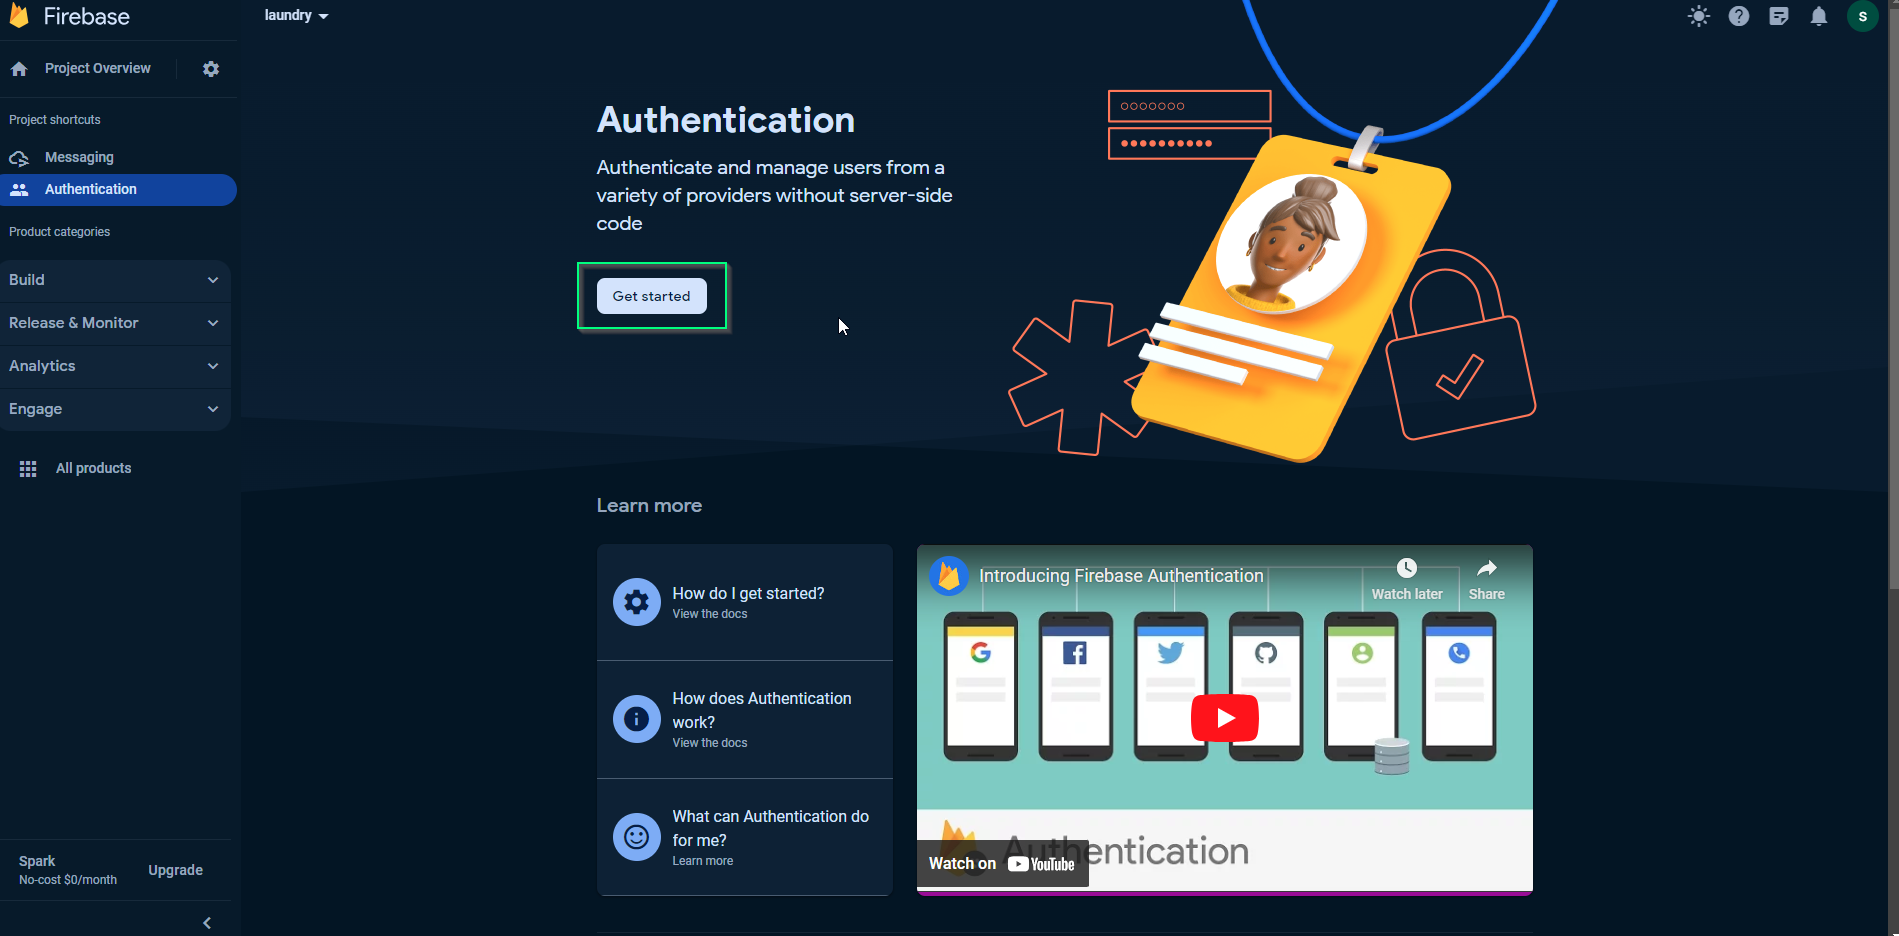 Firebase
laundry
S
Project Overview
Project shortcuts
Messaging
Authentication
Product categories
Build
Release & Monitor
Analytics
Engage
All products
Spark
No-cost $0/month
Upgrade
Authentication
Authenticate and manage users from a
variety of providers without server-side
code
Get started
Learn more
How do I get started?
View the docs
How does Authentication
work?
View the docs
What can Authentication do
for me?
Learn more
Introducing Firebase Authentication
Watch later
Share
Authentication
Watch on YouTube